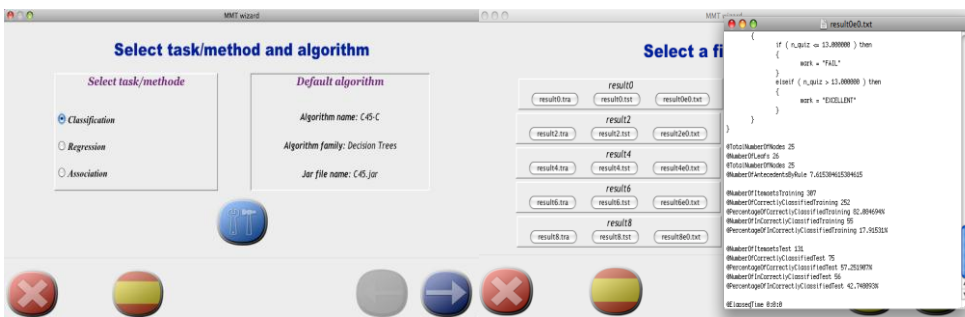 MMT wizard
Select task/method and algorithm
Select task/methode
Classification
Regression
Association
Default algorithm
Algorithm name: C45-C
Algorithm family: Decision Trees
Jar file name: C45.jar
MMT
Select a fi
result0
result0.tra result0.tst result0e0.txt
result2
result2.tra result2.tst result2e0.txt
result4
result4.tra result4.tst result4e0.txt
result6
result6.tra result6.tst result6e0.txt
result8
result8.tra result8.tst result8e0.txt
result0e0.txt
{
if ( n_quiz <= 13.000000 ) then
{
mark = "FAIL"
}
elseif ( n_quiz > 13.000000 ) then
{
mark = "EXCELLENT"
}
}
}
@TotalNumberOfNodes 25
@NumberOfLeafs 26
@TotalNumberOfNodes 25
@NumberOfAntecedentsByRule 7.615384615384615
@NumberOfItemsetsTraining 307
@NumberOfCorrectlyClassifiedTraining 252
@PercentageOfCorrectlyClassifiedTraining 82.084694%
@NumberOfInCorrectlyClassifiedTraining 55
@PercentageOfInCorrectlyClassifiedTraining 17.91531%
@NumberOfItemsetsTest 131
@NumberOfCorrectlyClassifiedTest 75
@PercentageOfCorrectlyClassifiedTest 57.251907%
@NumberOfInCorrectlyClassifiedTest 56
@PercentageOfInCorrectlyClassifiedTest 42.748093%
@ElapsedTime 0:0:0